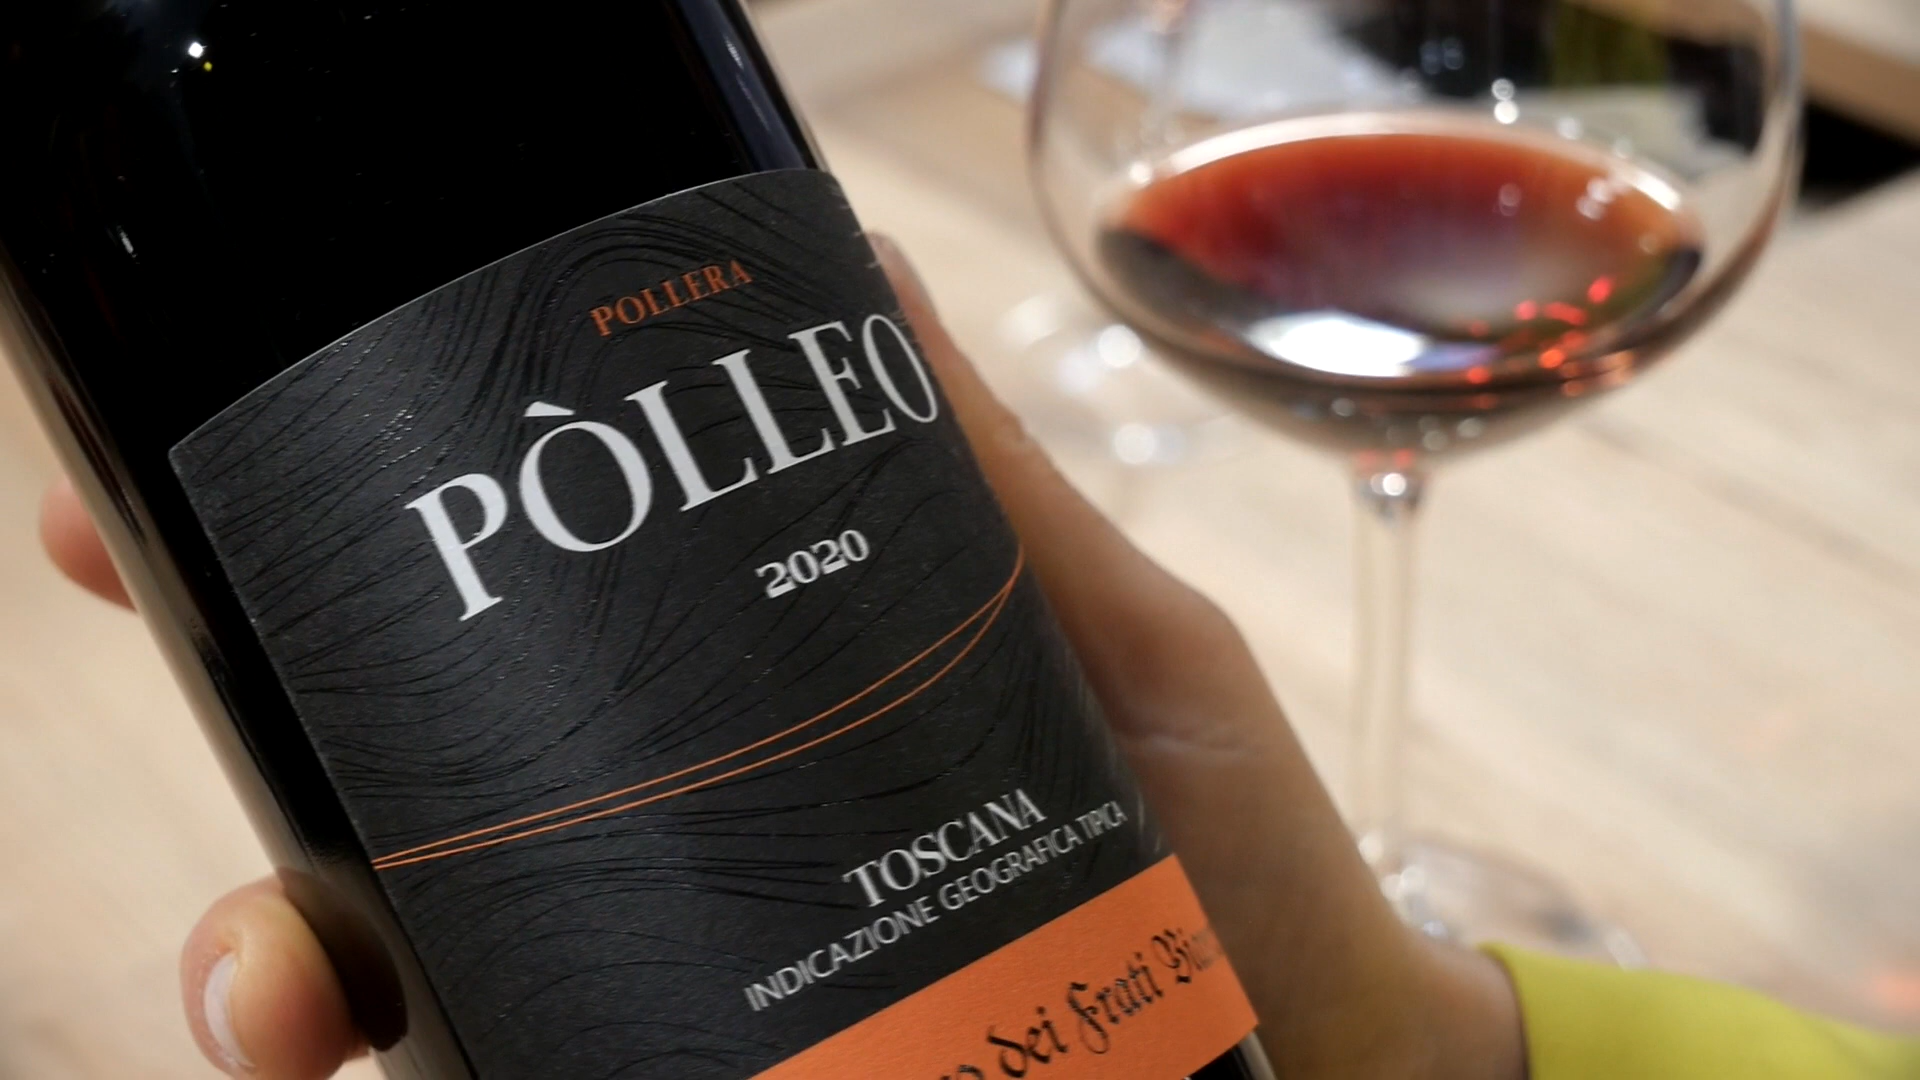 POLLERA
PÒLLEO
2020
TOSCANA
INDICAZIONE GEOGRAFICA TIPICA
dei Frati